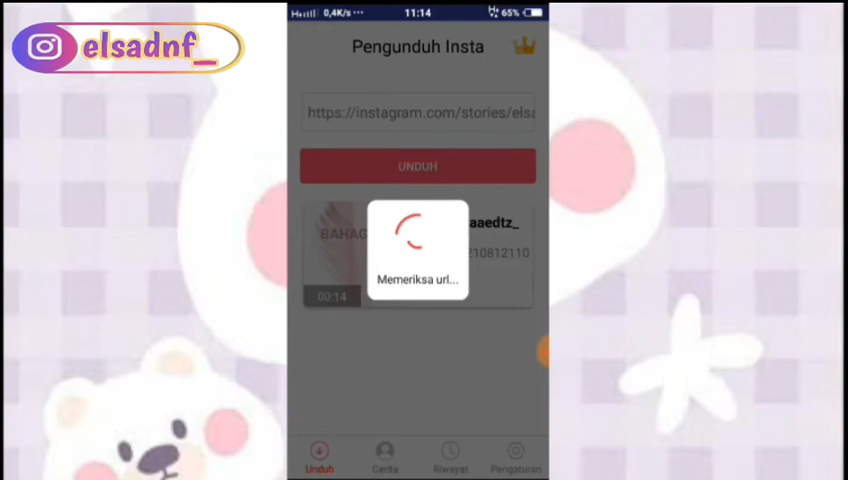 elsadnf_
0,4K/s ··· 11:14 65%
Pengunduh Insta
https://instagram.com/stories/elsa
UNDUH
BAHAG
aaedtz_
210812110
00:14
Memeriksa url...
Unduh Cerita Riwayat Pengaturan